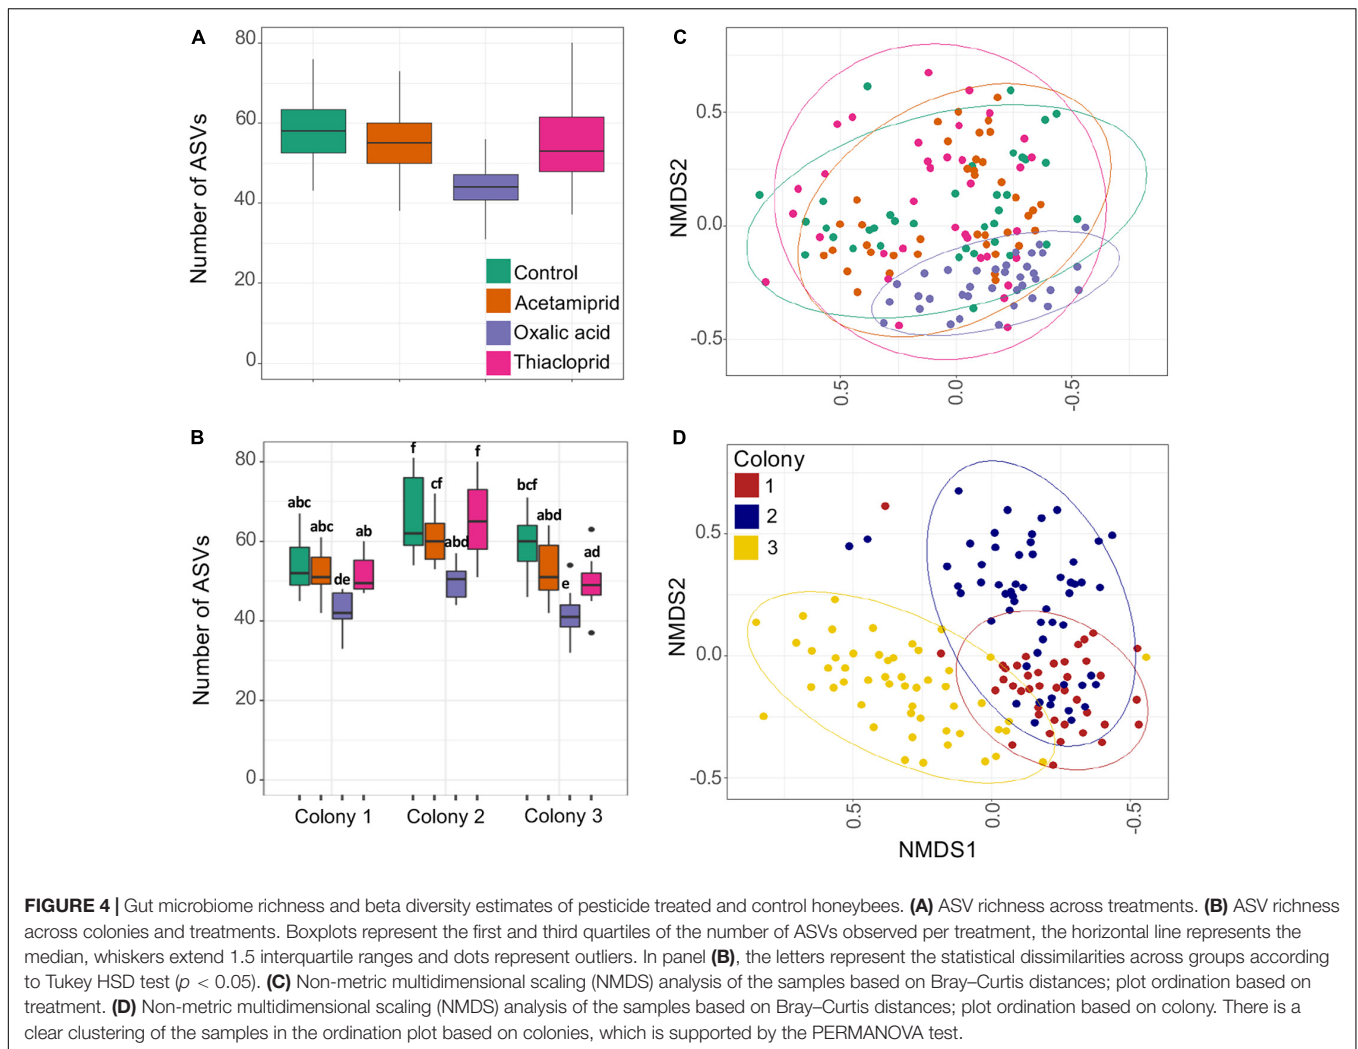 A
80
60
40
20
0
Number of ASVs
Control
Acetamiprid
Oxalic acid
Thiacloprid
C
0.5
0.0
-0.5
NMDS2
0.5
0.0
-0.5
B
80
60
40
20
0
Number of ASVs
abc
abc
de
ab
f
cf
abd
f
bcf
abd
e
ad
Colony 1
Colony 2
Colony 3
D
Colony
1
2
3
0.5
0.0
-0.5
NMDS2
0.5
0.0
-0.5
NMDS1
FIGURE 4 | Gut microbiome richness and beta diversity estimates of pesticide treated and control honeybees. (A) ASV richness across treatments. (B) ASV richness
across colonies and treatments. Boxplots represent the first and third quartiles of the number of ASVs observed per treatment, the horizontal line represents the
median, whiskers extend 1.5 interquartile ranges and dots represent outliers. In panel (B), the letters represent the statistical dissimilarities across groups according
to Tukey HSD test (p < 0.05). (C) Non-metric multidimensional scaling (NMDS) analysis of the samples based on Bray–Curtis distances; plot ordination based on
treatment. (D) Non-metric multidimensional scaling (NMDS) analysis of the samples based on Bray–Curtis distances; plot ordination based on colony. There is a
clear clustering of the samples in the ordination plot based on colonies, which is supported by the PERMANOVA test.